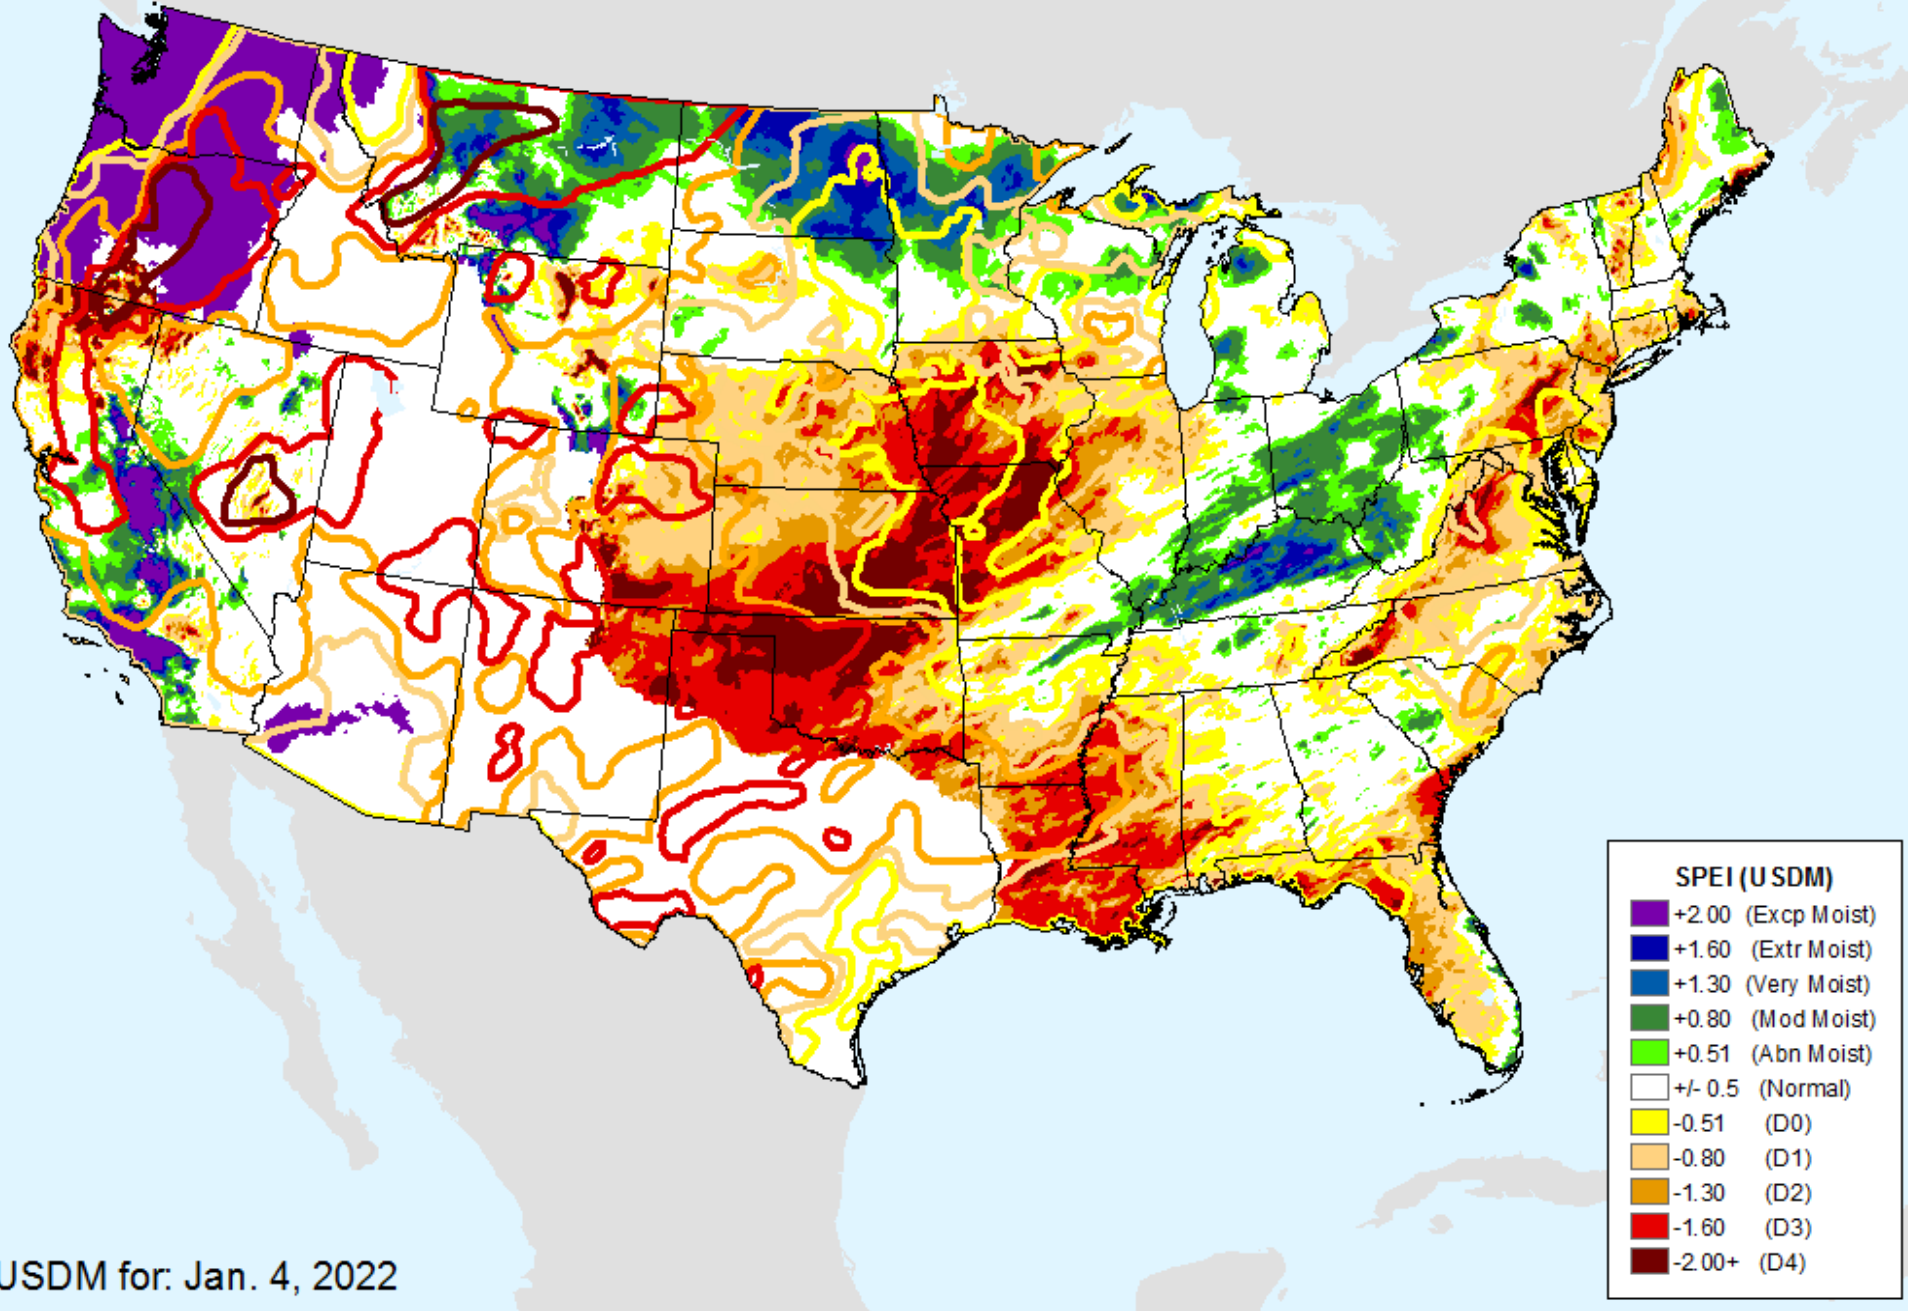 SPEI (USDM)
+2.00 (Excp Moist)
+1.60 (Extr Moist)
+1.30 (Very Moist)
+0.80 (Mod Moist)
+0.51 (Abn Moist)
+/- 0.5 (Normal)
-0.51 (D0)
-0.80 (D1)
-1.30 (D2)
-1.60 (D3)
-2.00+ (D4)
USDM for: Jan. 4, 2022